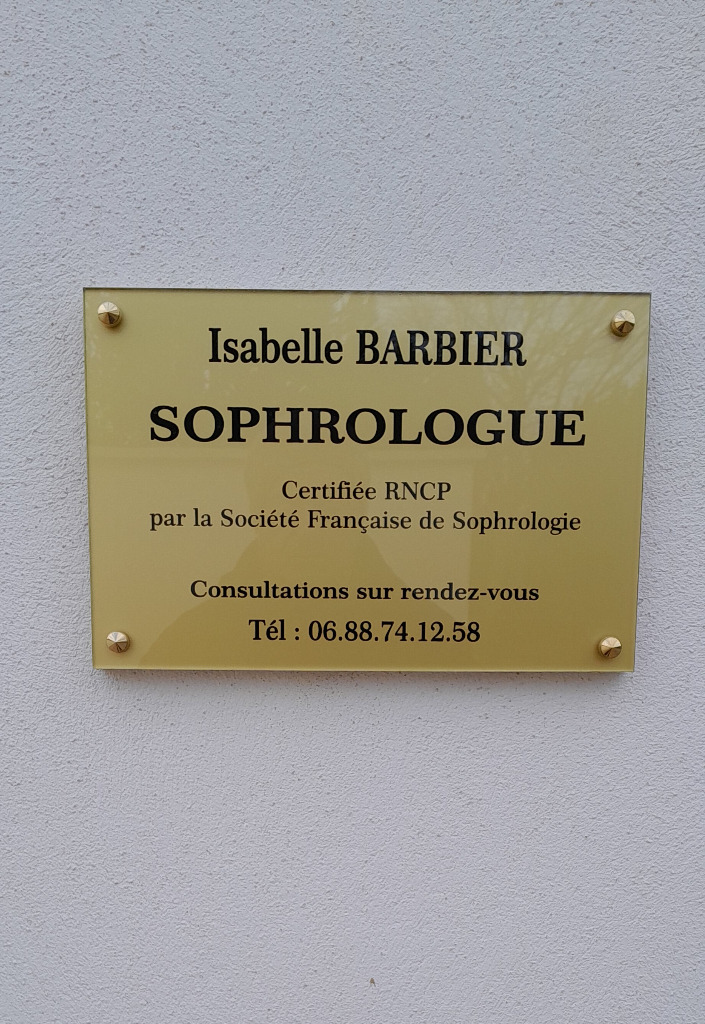 Isabelle BARBIER
SOPHROLOGUE
Certifiée RNCP
par la Société Française de Sophrologie
Consultations sur rendez-vous
Tél : 06.88.74.12.58